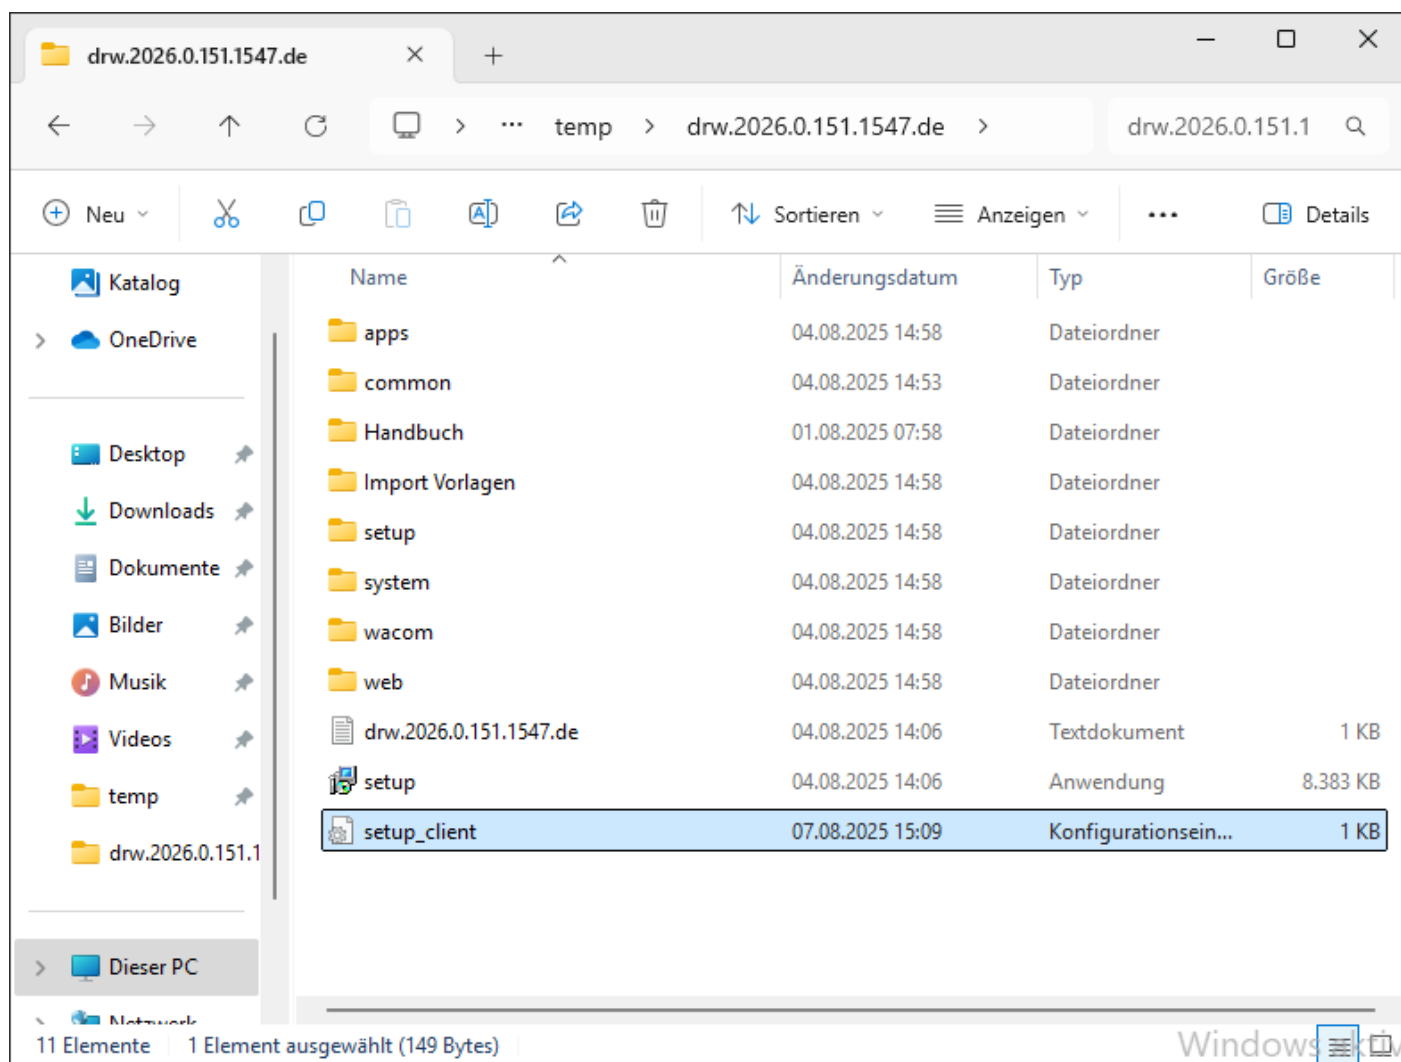 drw.2026.0.151.1547.de
temp drw.2026.0.151.1547.de drw.2026.0.151.1
Neu Sortieren Anzeigen Details
Name Änderungsdatum Typ Größe
Katalog
OneDrive
Desktop
Downloads
Dokumente
Bilder
Musik
Videos
temp
drw.2026.0.151.1
Dieser PC
Netzwerk
apps 04.08.2025 14:58 Dateiordner
common 04.08.2025 14:53 Dateiordner
Handbuch 01.08.2025 07:58 Dateiordner
Import Vorlagen 04.08.2025 14:58 Dateiordner
setup 04.08.2025 14:58 Dateiordner
system 04.08.2025 14:58 Dateiordner
wacom 04.08.2025 14:58 Dateiordner
web 04.08.2025 14:58 Dateiordner
drw.2026.0.151.1547.de 04.08.2025 14:06 Textdokument 1 KB
setup 04.08.2025 14:06 Anwendung 8.383 KB
setup_client 07.08.2025 15:09 Konfigurationsein... 1 KB
11 Elemente 1 Element ausgewählt (149 Bytes)
Windows aktiv